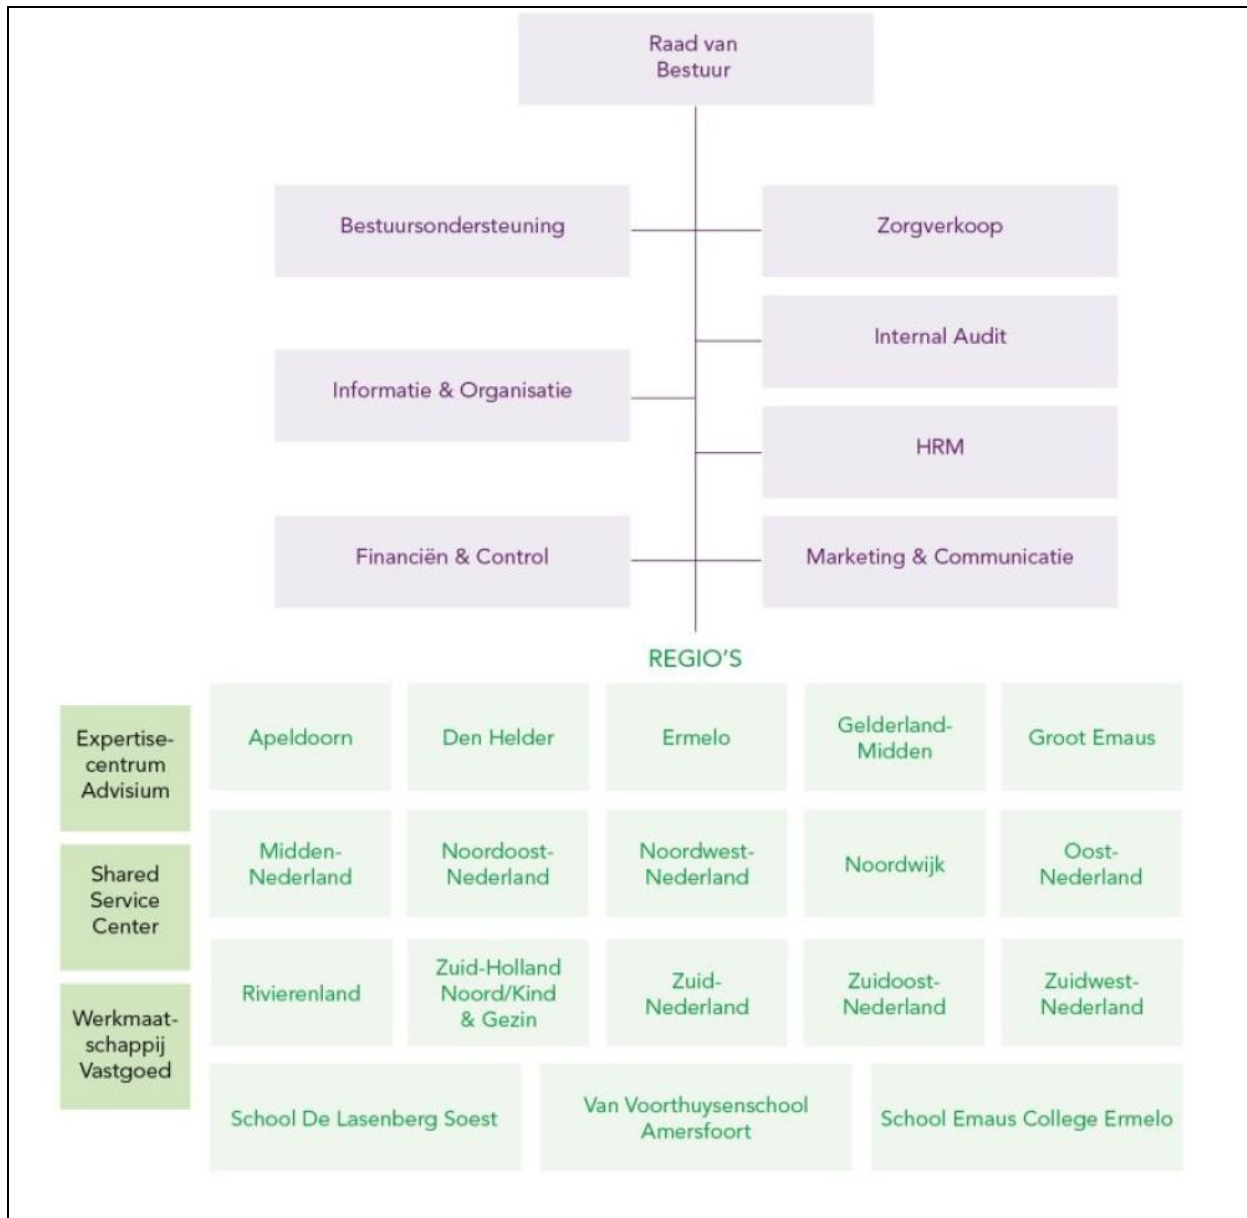 Raad van
Bestuur
Bestuursondersteuning
Zorgverkoop
Internal Audit
Informatie & Organisatie
HRM
Financiën & Control
Marketing & Communicatie
REGIO'S
Expertise-
centrum
Advisium
Apeldoorn
Den Helder
Ermelo
Gelderland-
Midden
Groot Emaus
Shared
Service
Center
Midden-
Nederland
Noordoost-
Nederland
Noordwest-
Nederland
Noordwijk
Oost-
Nederland
Werkmaat-
schappij
Vastgoed
Rivierenland
Zuid-Holland
Noord/Kind
& Gezin
Zuid-
Nederland
Zuidoost-
Nederland
Zuidwest-
Nederland
School De Lasenberg Soest
Van Voorthuysenschool
Amersfoort
School Emaus College Ermelo